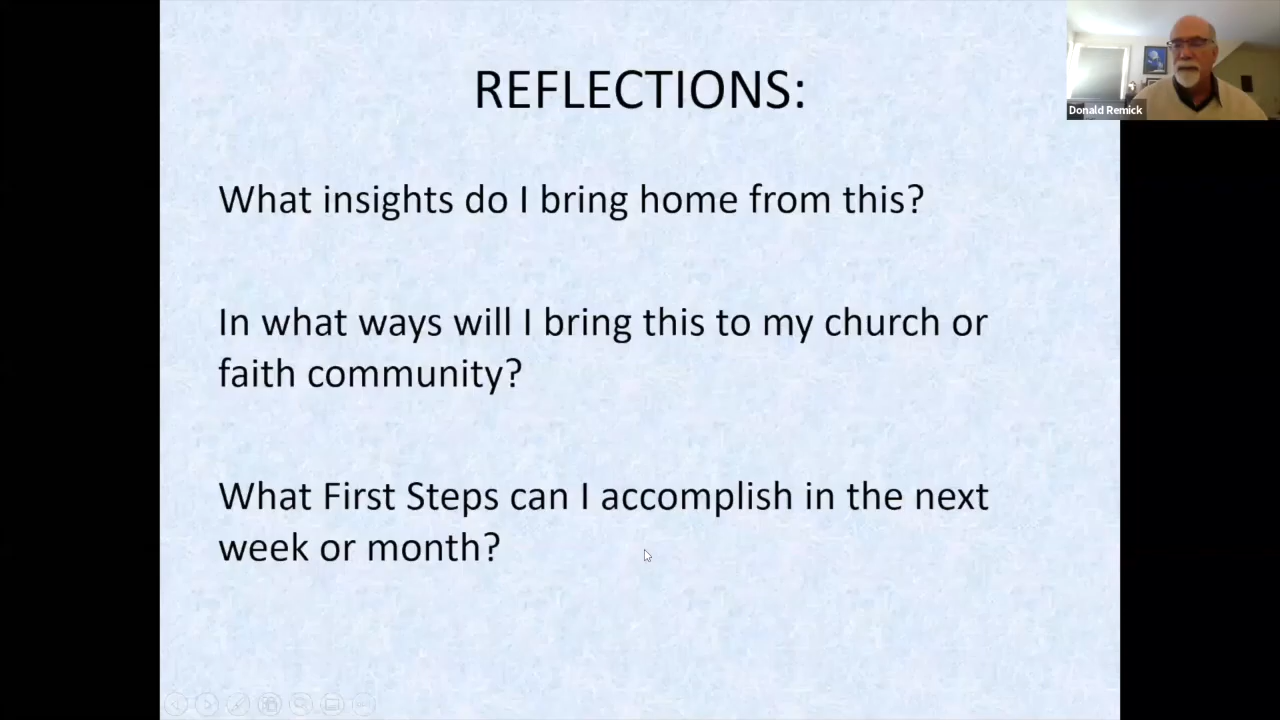 REFLECTIONS:
Donald Remick
What insights do I bring home from this?
In what ways will I bring this to my church or
faith community?
What First Steps can I accomplish in the next
week or month?